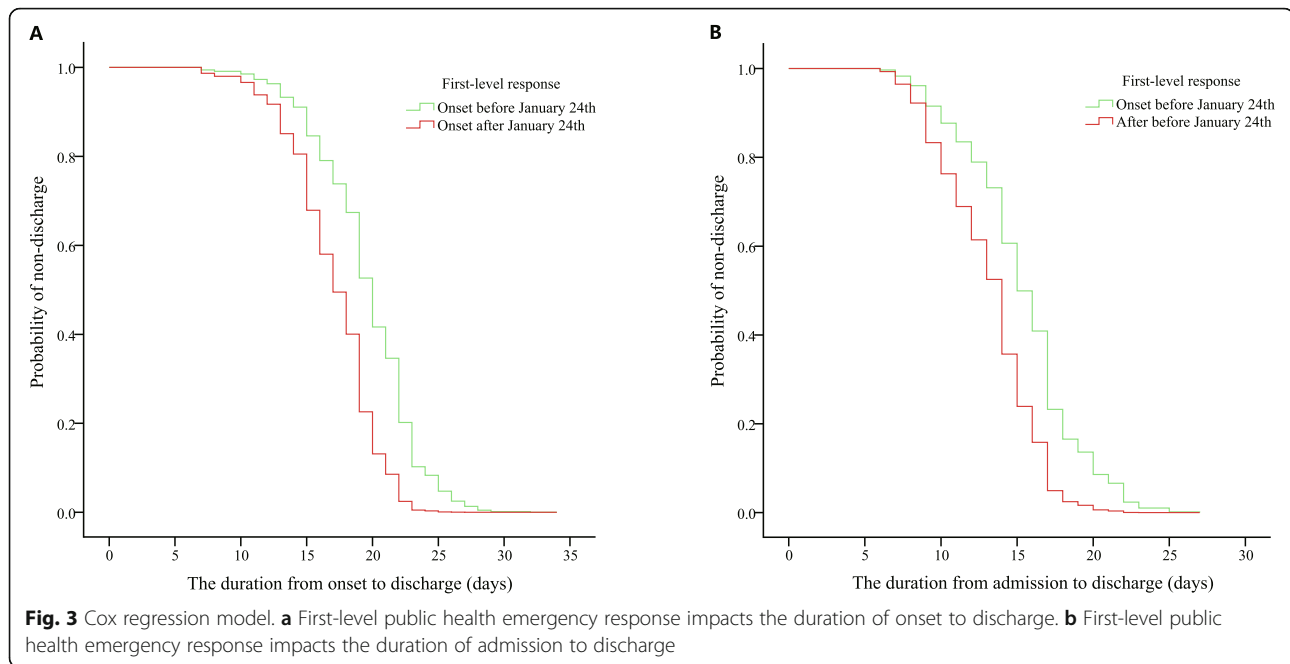 A
Probability of non-discharge
1.0
0.8
0.6
0.4
0.2
0.0
First-level response
Onset before January 24th
Onset after January 24th
0 5 10 15 20 25 30 35
The duration from onset to discharge (days)
B
Probability of non-discharge
1.0
0.8
0.6
0.4
0.2
0.0
First-level response
Onset before January 24th
After before January 24th
0 5 10 15 20 25 30
The duration from admission to discharge (days)
Fig. 3 Cox regression model. a First-level public health emergency response impacts the duration of onset to discharge. b First-level public
health emergency response impacts the duration of admission to discharge